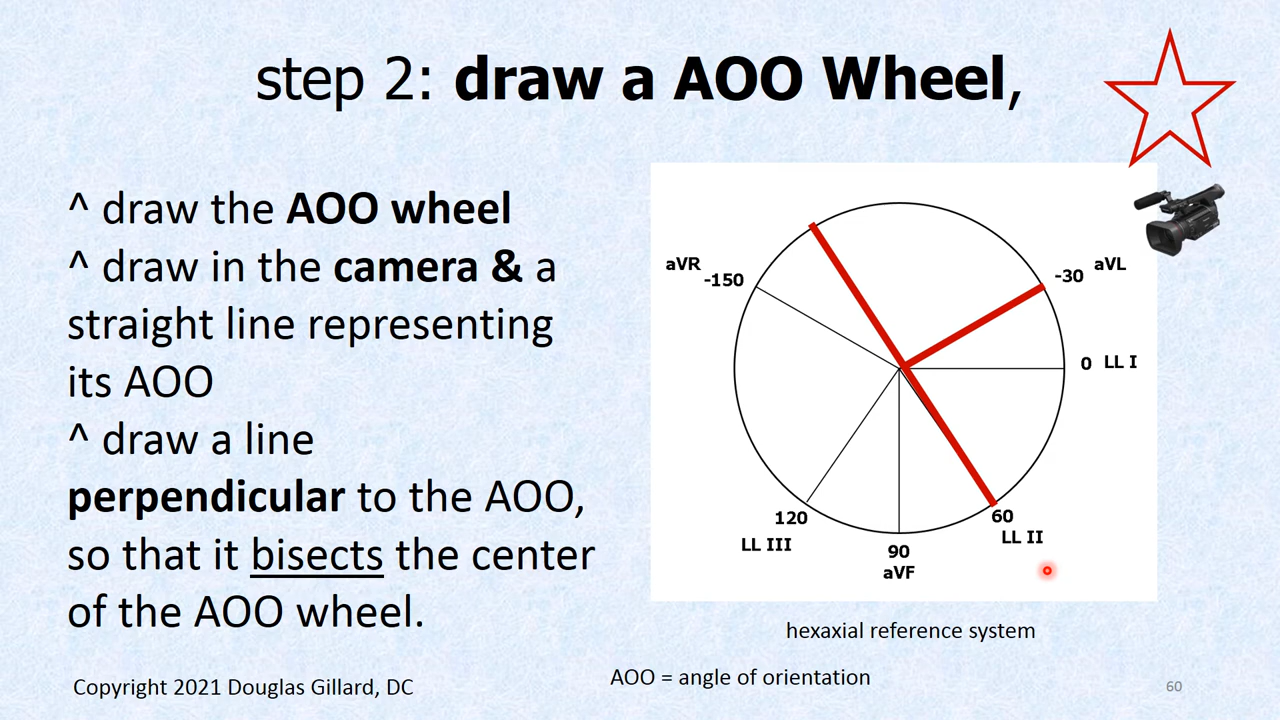 step 2: draw a AOO Wheel,
^ draw the AOO wheel
^ draw in the camera & a
straight line representing
its AOO
^ draw a line
perpendicular to the AOO,
so that it bisects the center
of the AOO wheel.
aVR
-150
-30
aVL
0 LL I
120
LL III
90
aVF
60
LL II
hexaxial reference system
AOO = angle of orientation
Copyright 2021 Douglas Gillard, DC
60